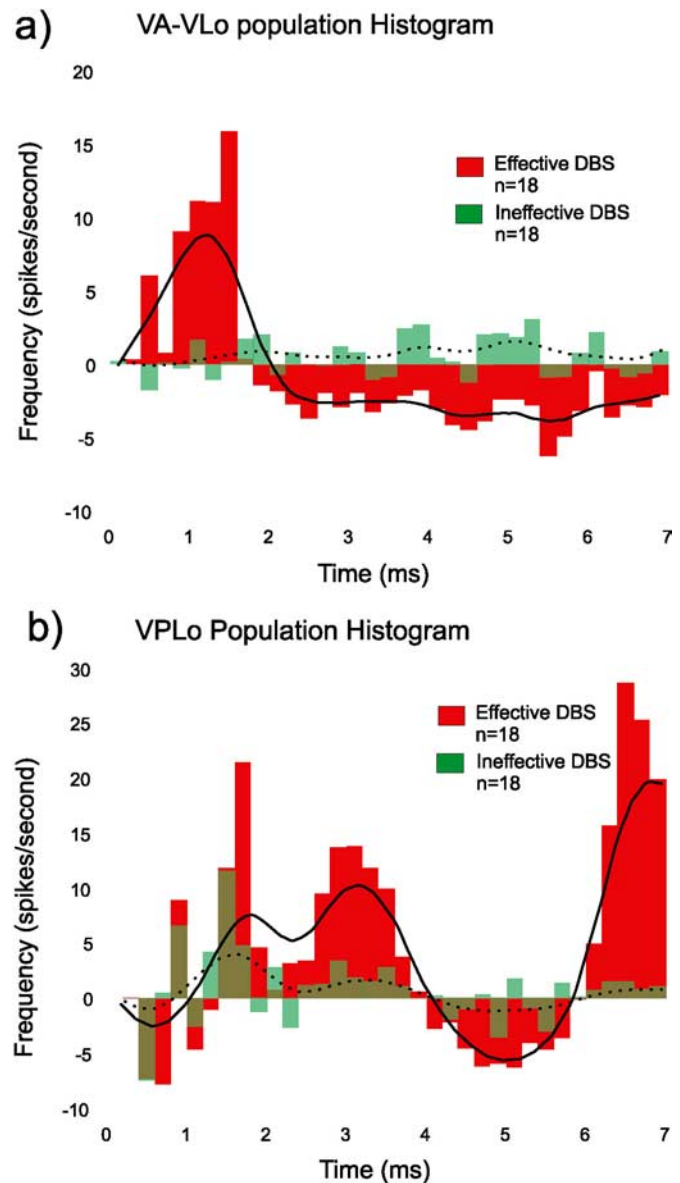 a)
VA-VLo population Histogram
20
15
10
5
0
-5
-10
Frequency (spikes/second)
Effective DBS
n=18
Ineffective DBS
n=18
0 1 2 3 4 5 6 7
Time (ms)
b)
VPLo Population Histogram
30
25
20
15
10
5
0
-5
-10
Frequency (spikes/second)
Effective DBS
n=18
Ineffective DBS
n=18
0 1 2 3 4 5 6 7
Time (ms)